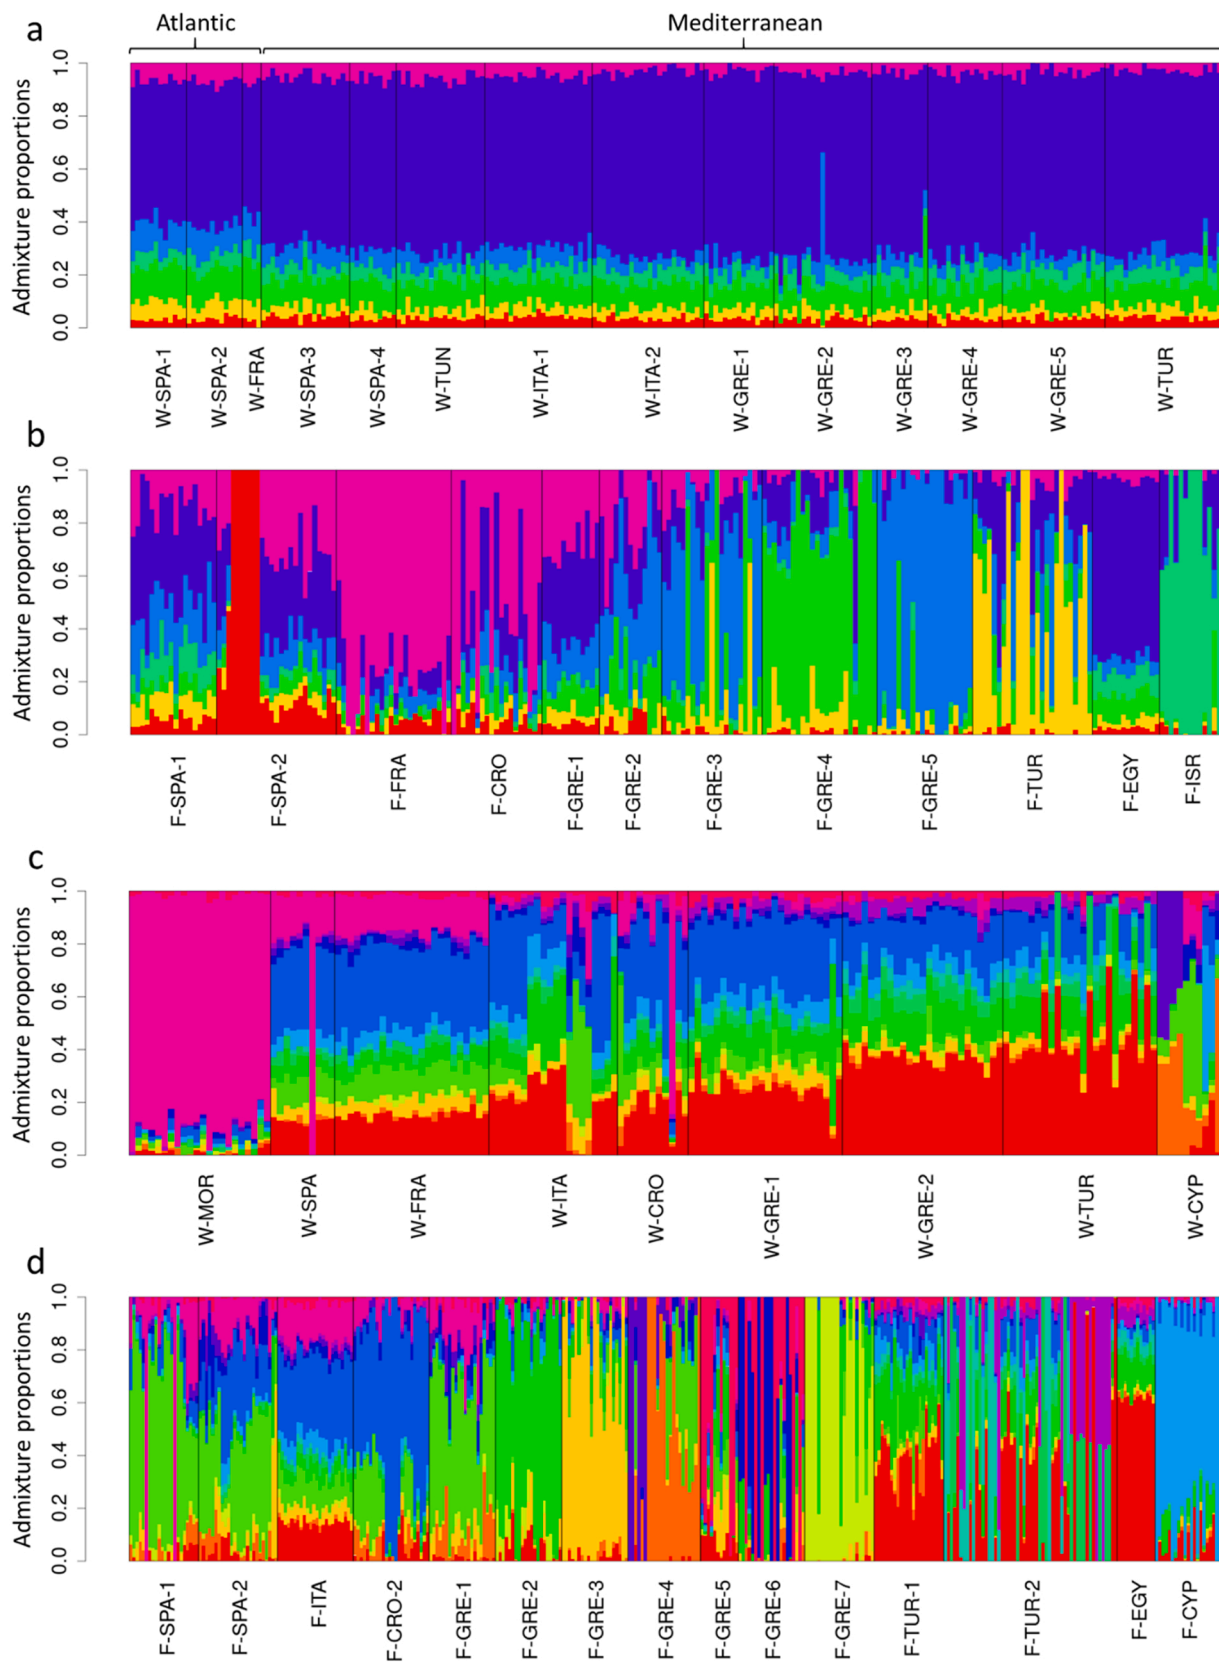 a
Atlantic
Mediterranean
Admixture proportions
1.0
0.8
0.6
0.4
0.2
0.0
W-SPA-1
W-SPA-2
W-FRA
W-SPA-3
W-SPA-4
W-TUN
W-ITA-1
W-ITA-2
W-GRE-1
W-GRE-2
W-GRE-3
W-GRE-4
W-GRE-5
W-TUR
b
Admixture proportions
1.0
0.8
0.6
0.4
0.2
0.0
F-SPA-1
F-SPA-2
F-FRA
F-CRO
F-GRE-1
F-GRE-2
F-GRE-3
F-GRE-4
F-GRE-5
F-TUR
F-EGY
F-ISR
c
Admixture proportions
1.0
0.8
0.6
0.4
0.2
0.0
W-MOR
W-SPA
W-FRA
W-ITA
W-CRO
W-GRE-1
W-GRE-2
W-TUR
W-CYP
d
Admixture proportions
1.0
0.8
0.6
0.4
0.2
0.0
F-SPA-1
F-SPA-2
F-ITA
F-CRO-2
F-GRE-1
F-GRE-2
F-GRE-3
F-GRE-4
F-GRE-5
F-GRE-6
F-GRE-7
F-TUR-1
F-TUR-2
F-EGY
F-CYP